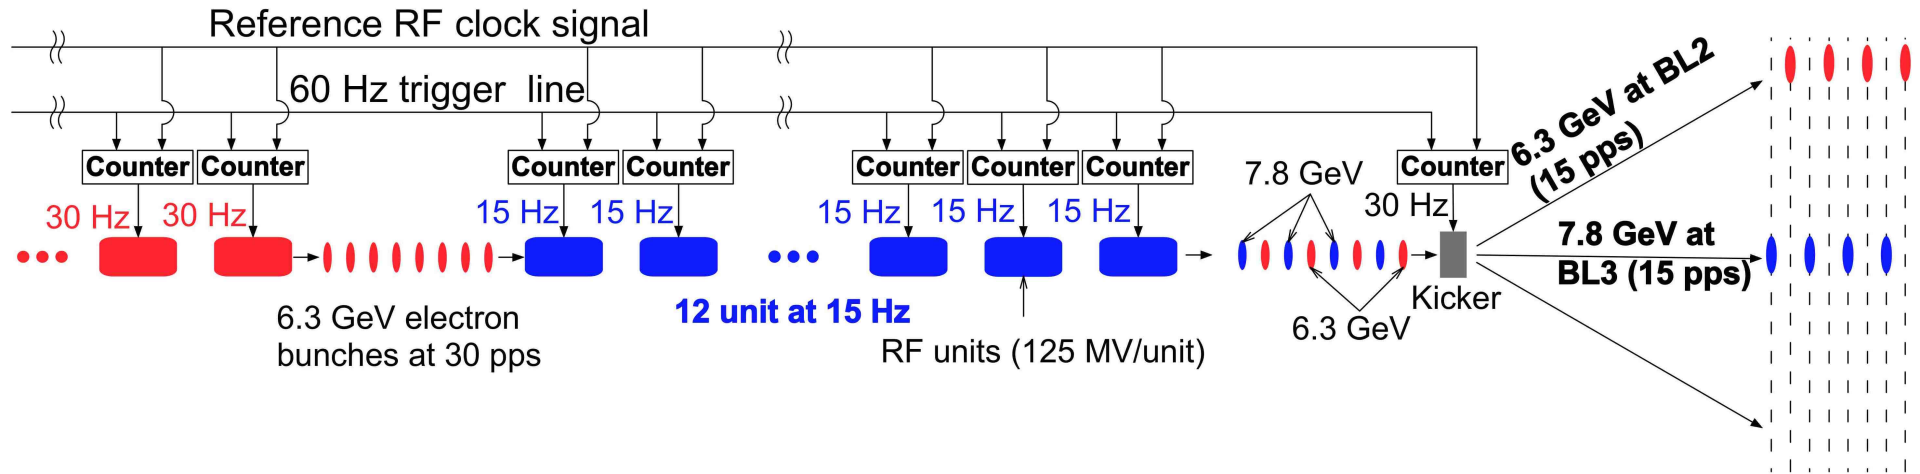 Reference RF clock signal
60 Hz trigger line
Counter
Counter
Counter
Counter
Counter
Counter
Counter
Counter
30 Hz
30 Hz
15 Hz
15 Hz
15 Hz
15 Hz
15 Hz
7.8 GeV
30 Hz
6.3 GeV at BL2
(15 pps)
7.8 GeV at
BL3 (15 pps)
6.3 GeV electron
bunches at 30 pps
12 unit at 15 Hz
RF units (125 MV/unit)
6.3 GeV
Kicker